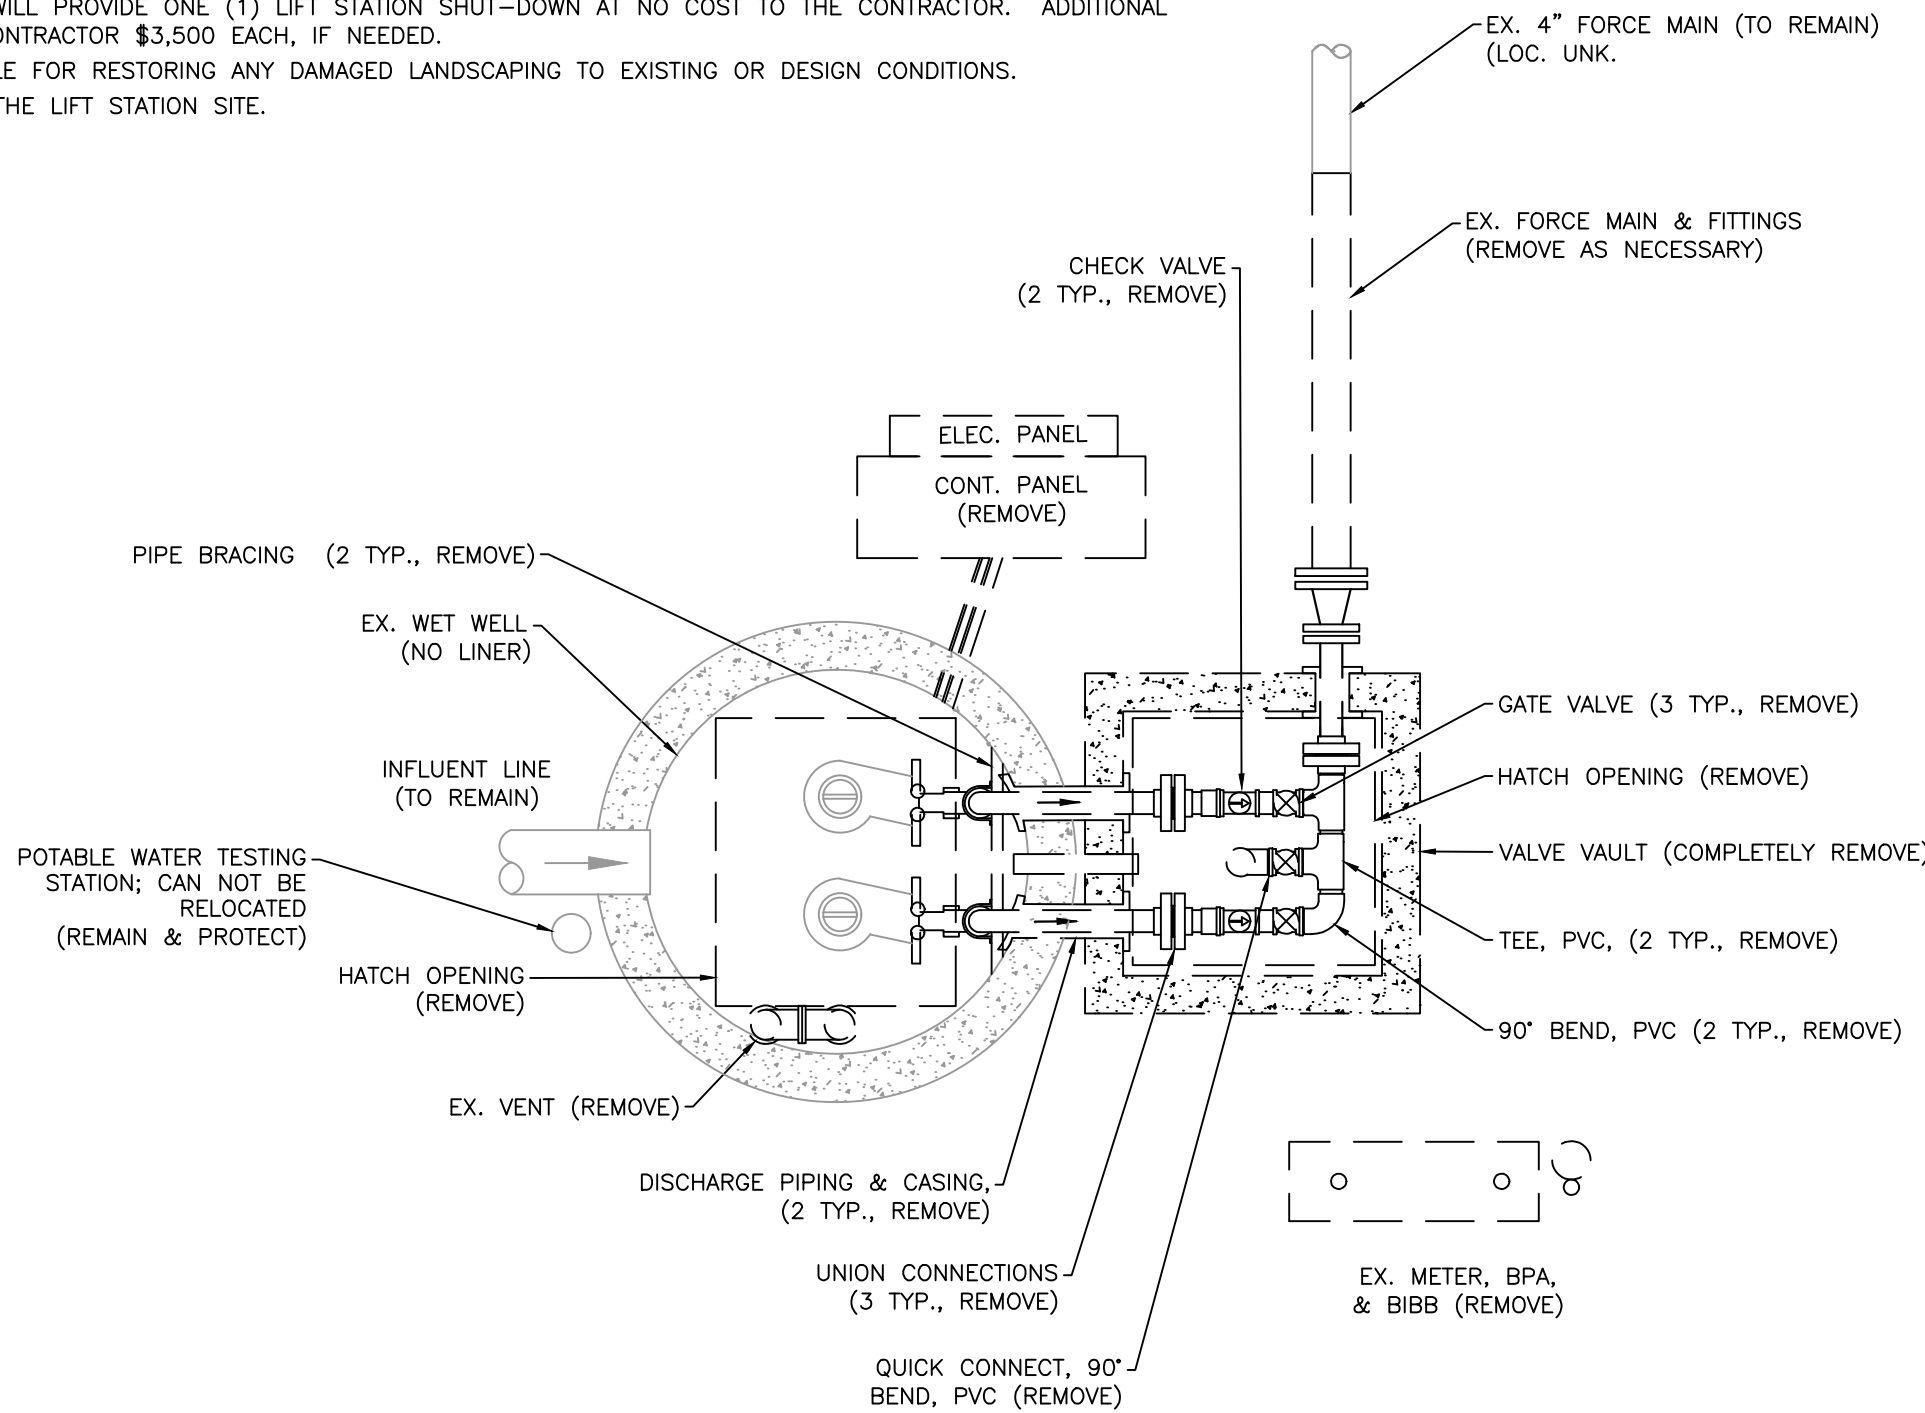 WILL PROVIDE ONE (1) LIFT STATION SHUT-DOWN AT NO COST TO THE CONTRACTOR. ADDITIONAL
ONTRACTOR $3,500 EACH, IF NEEDED.
LE FOR RESTORING ANY DAMAGED LANDSCAPING TO EXISTING OR DESIGN CONDITIONS.
THE LIFT STATION SITE.
EX. 4" FORCE MAIN (TO REMAIN)
(LOC. UNK.
EX. FORCE MAIN & FITTINGS
(REMOVE AS NECESSARY)
CHECK VALVE
(2 TYP., REMOVE)
ELEC. PANEL
CONT. PANEL
(REMOVE)
PIPE BRACING (2 TYP., REMOVE)
EX. WET WELL
(NO LINER)
INFLUENT LINE
(TO REMAIN)
POTABLE WATER TESTING
STATION; CAN NOT BE
RELOCATED
(REMAIN & PROTECT)
HATCH OPENING
(REMOVE)
EX. VENT (REMOVE)
GATE VALVE (3 TYP., REMOVE)
HATCH OPENING (REMOVE)
VALVE VAULT (COMPLETELY REMOVE)
TEE, PVC, (2 TYP., REMOVE)
90° BEND, PVC (2 TYP., REMOVE)
DISCHARGE PIPING & CASING,
(2 TYP., REMOVE)
UNION CONNECTIONS
(3 TYP., REMOVE)
QUICK CONNECT, 90°
BEND, PVC (REMOVE)
EX. METER, BPA,
& BIBB (REMOVE)